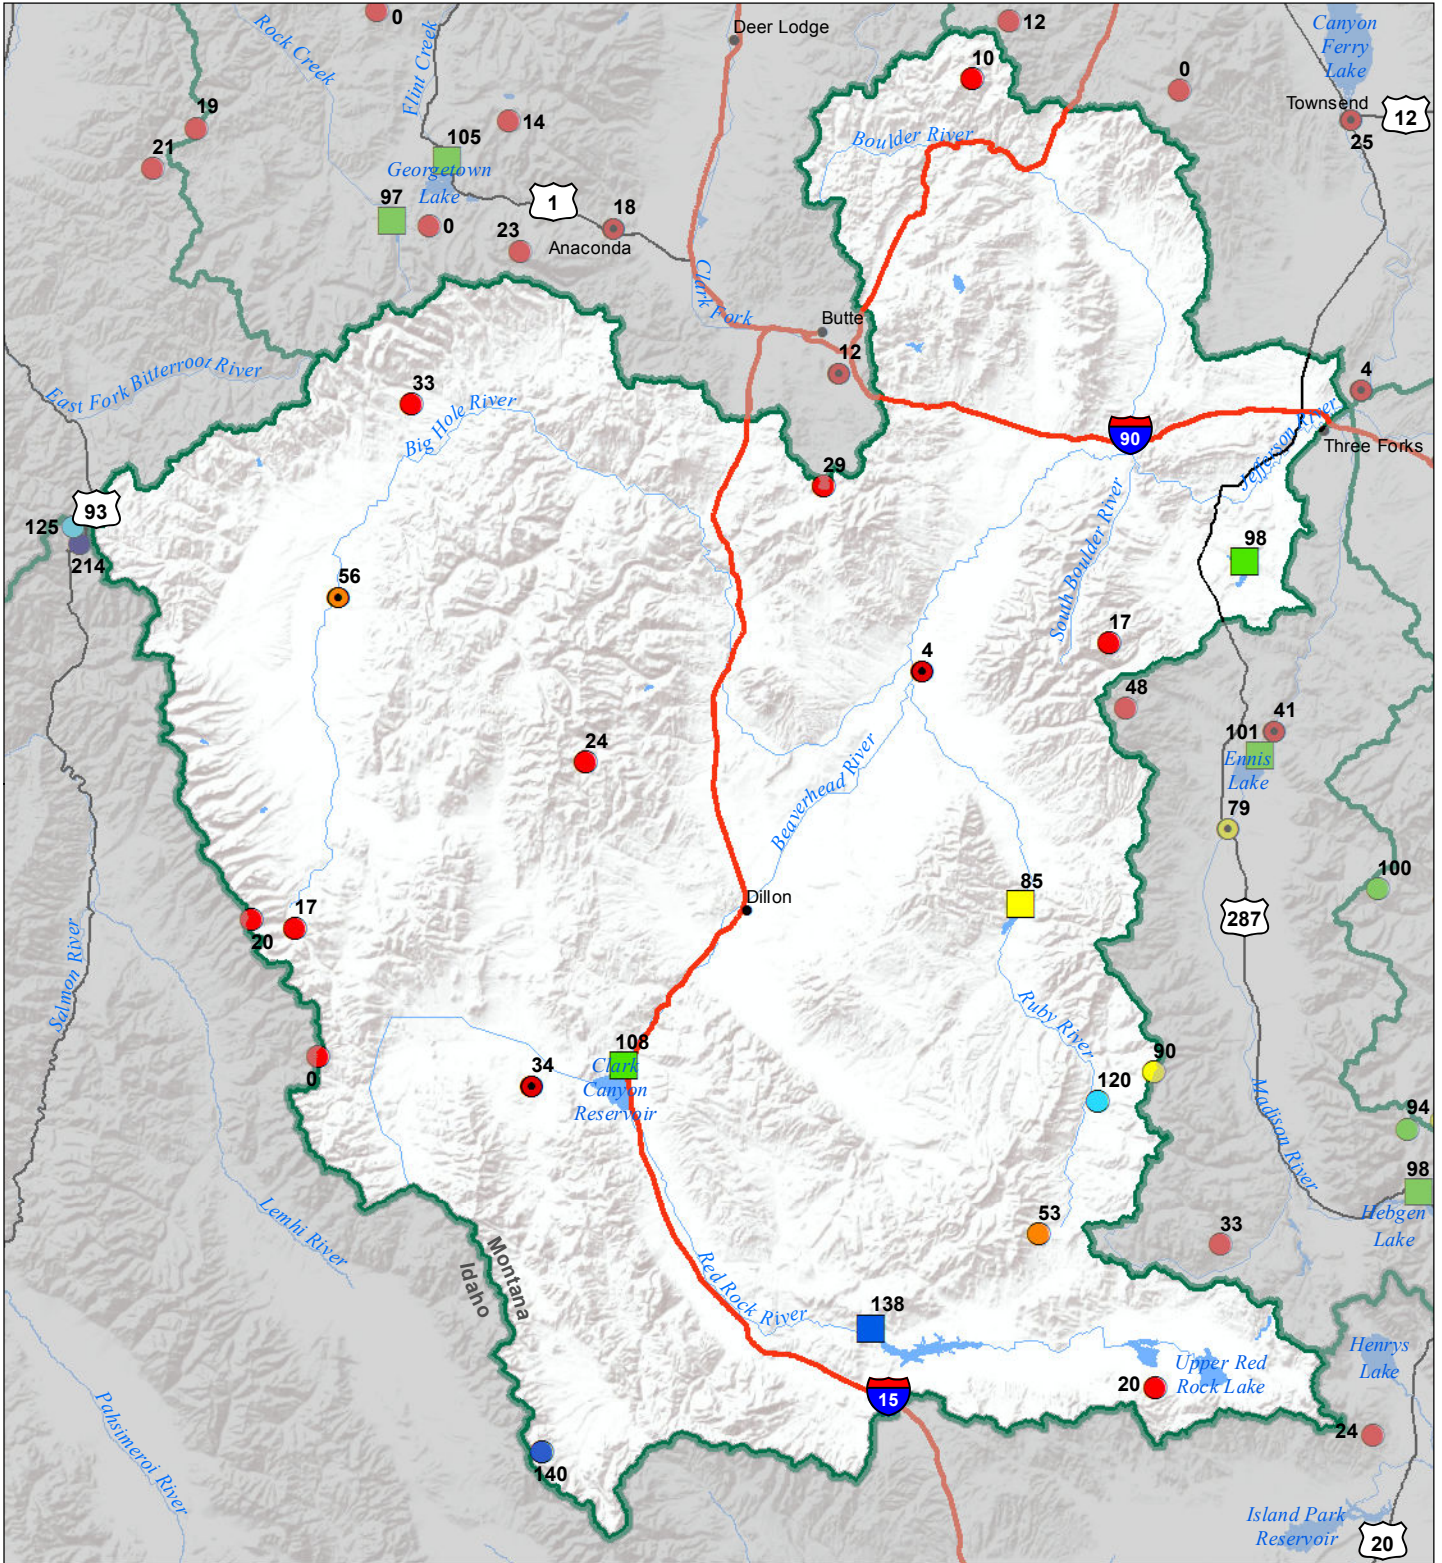 0
12
Canyon
Ferry
Lake
Rock Creek
Flint Creek
Deer Lodge
10
0
Townsend
12
25
19
21
105
14
Georgetown
Lake
97
0
1
18
23
Anaconda
Boulder River
Clark Fork
Butte
12
4
Three Forks
Jefferson River
90
East Fork Bitterroot River
33
Big Hole River
29
93
125
214
56
98
South Boulder River
17
4
48
41
101
Ennis
Lake
79
24
Beaverhead River
100
85
287
Dillon
17
20
Salmon River
Ruby River
90
120
108
Clark
Canyon
Reservoir
34
0
Madison River
94
98
Hebgen
Lake
53
33
Lemhi River
Montana
Idaho
Red Rock River
138
Upper Red
Rock Lake
20
Henrys
Lake
15
24
140
Pahsimeroi River
Island Park
Reservoir
20